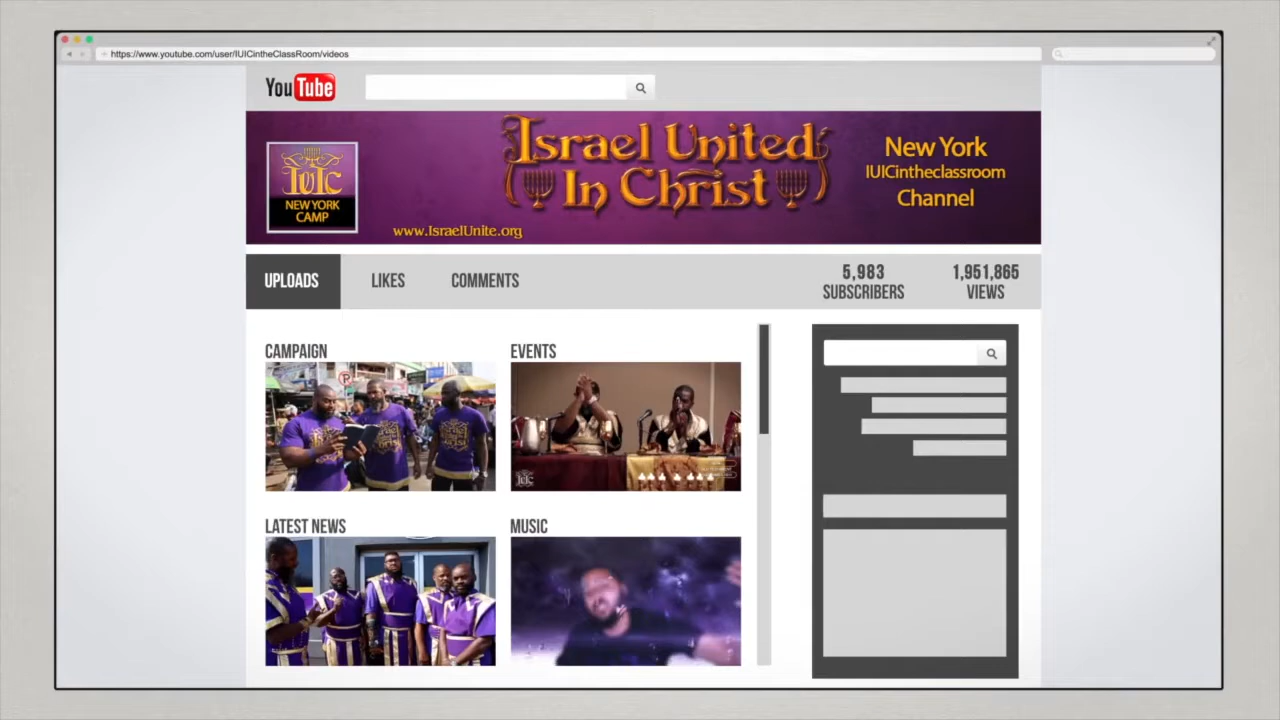 https://www.youtube.com/user/IUICintheClassRoom/videos
YouTube
Israel United
In Christ
IUIC
NEW YORK
CAMP
www.IsraelUnite.org
New York
IUICintheclassroom
Channel
UPLOADS
LIKES
COMMENTS
5,983
SUBSCRIBERS
1,951,865
VIEWS
CAMPAIGN
EVENTS
IUIC
LATEST NEWS
MUSIC